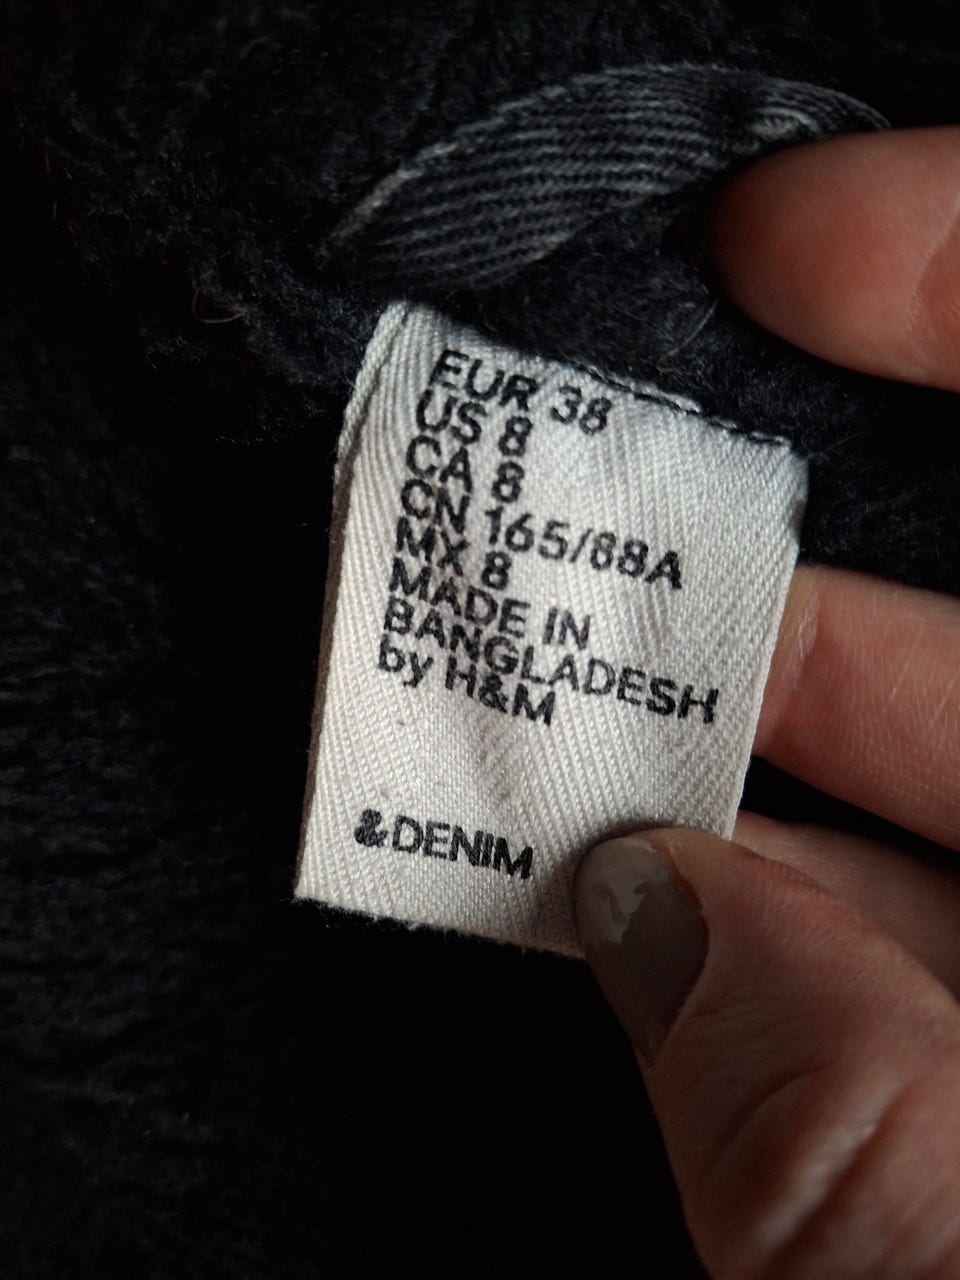 EUR 38
US 8
CA 8
CN 165/88A
MX 8
MADE IN
BANGLADESH
by H&M
&DENIM